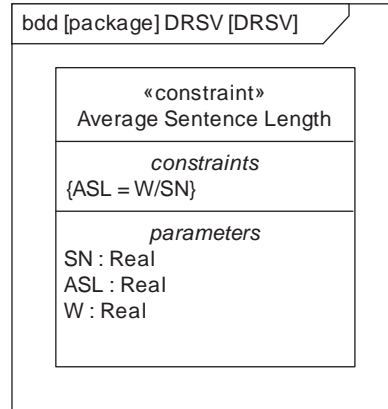 bdd [package] DRSV [DRSV]
«constraint»
Average Sentence Length
constraints
{ASL = W/SN}
parameters
SN : Real
ASL : Real
W : Real